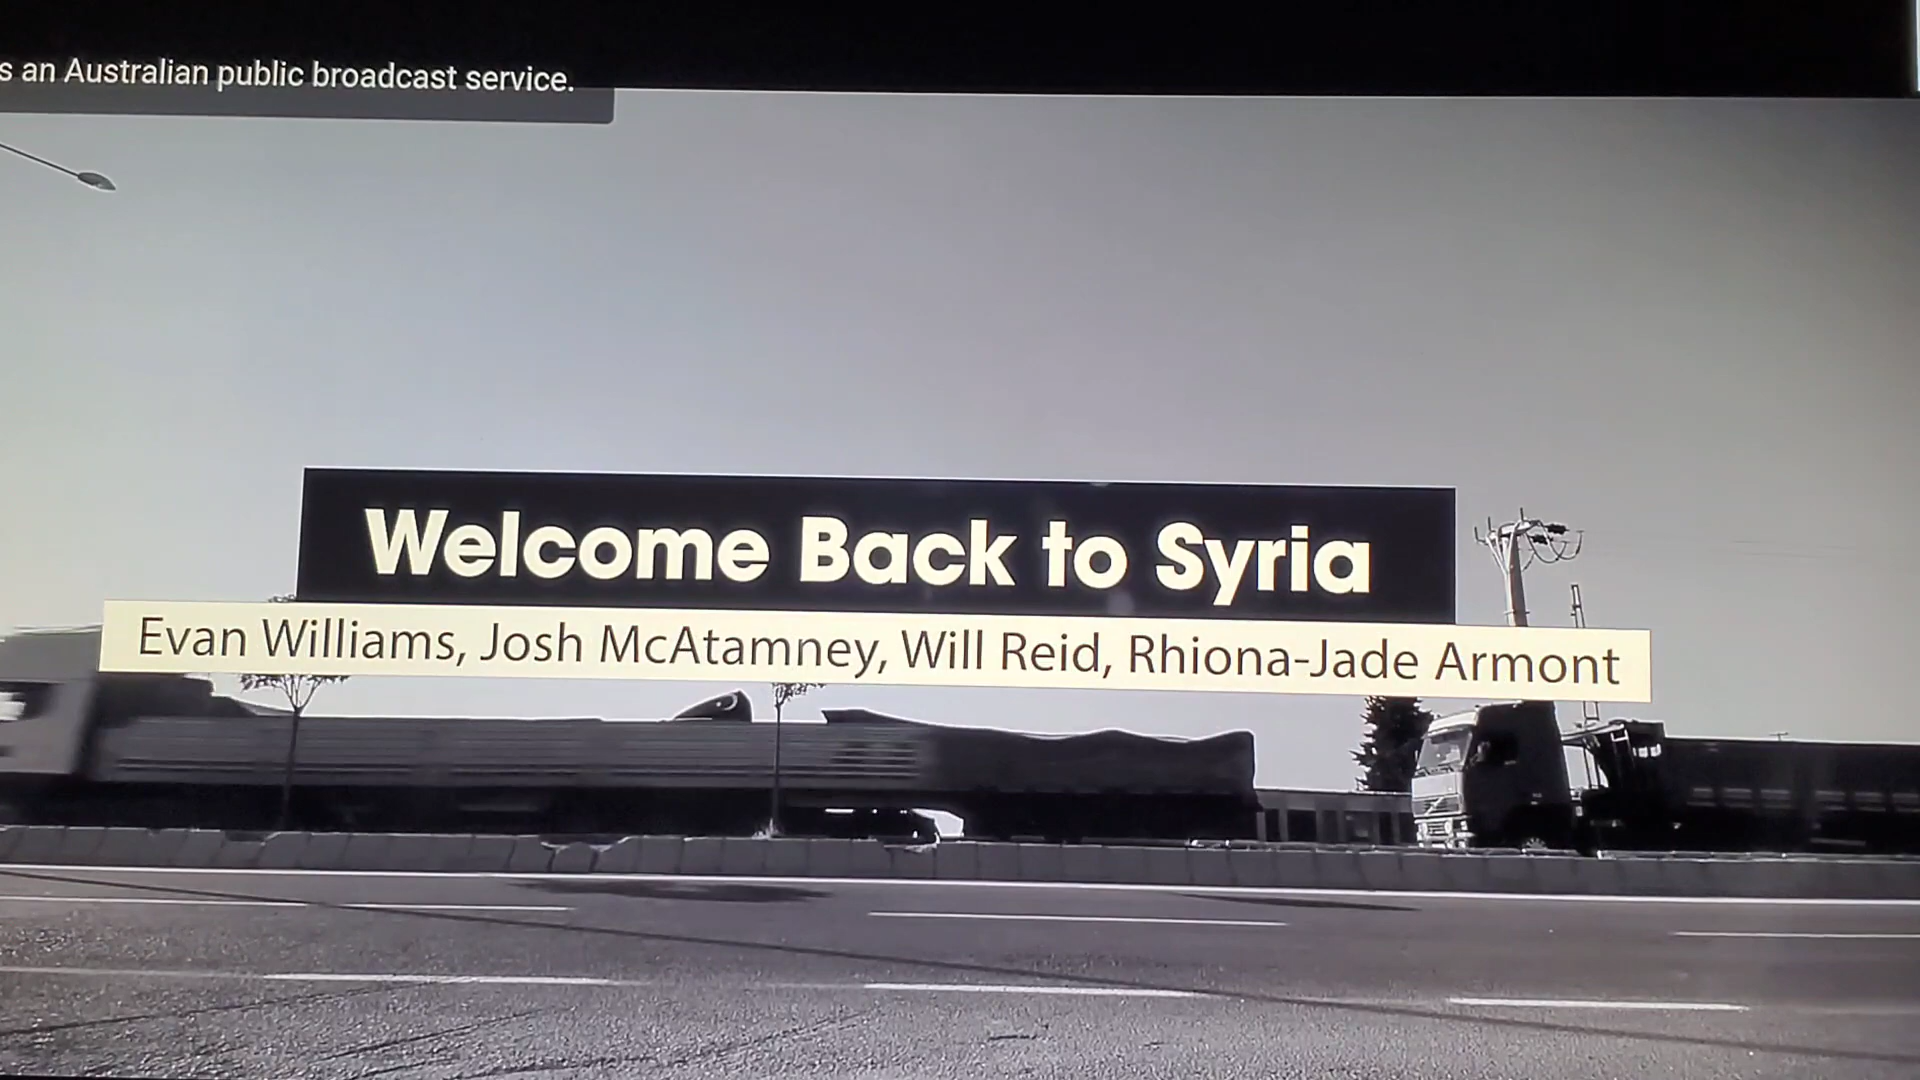 s an Australian public broadcast service.
Welcome Back to Syria
Evan Williams, Josh McAtamney, Will Reid, Rhiona-Jade Armont